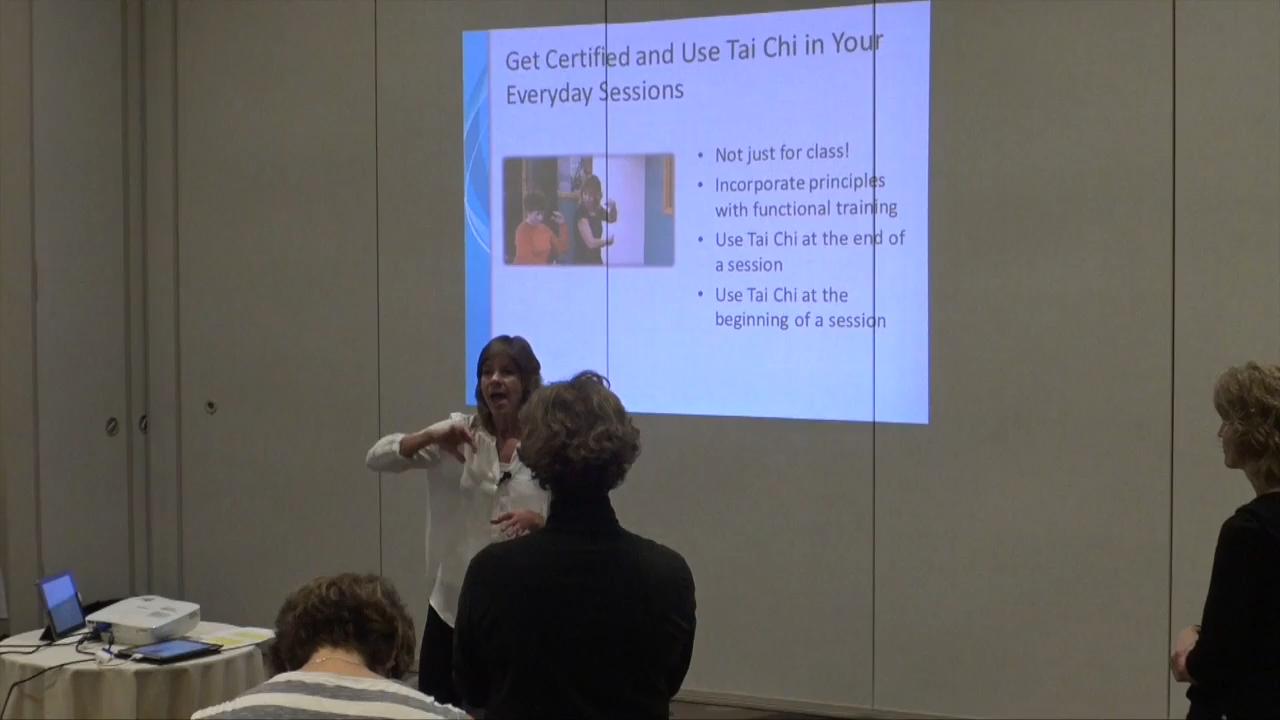 Get Certified and Use Tai Chi in Your
Everyday Sessions
• Not just for class!
• Incorporate principles
with functional training
• Use Tai Chi at the end of
a session
• Use Tai Chi at the
beginning of a session